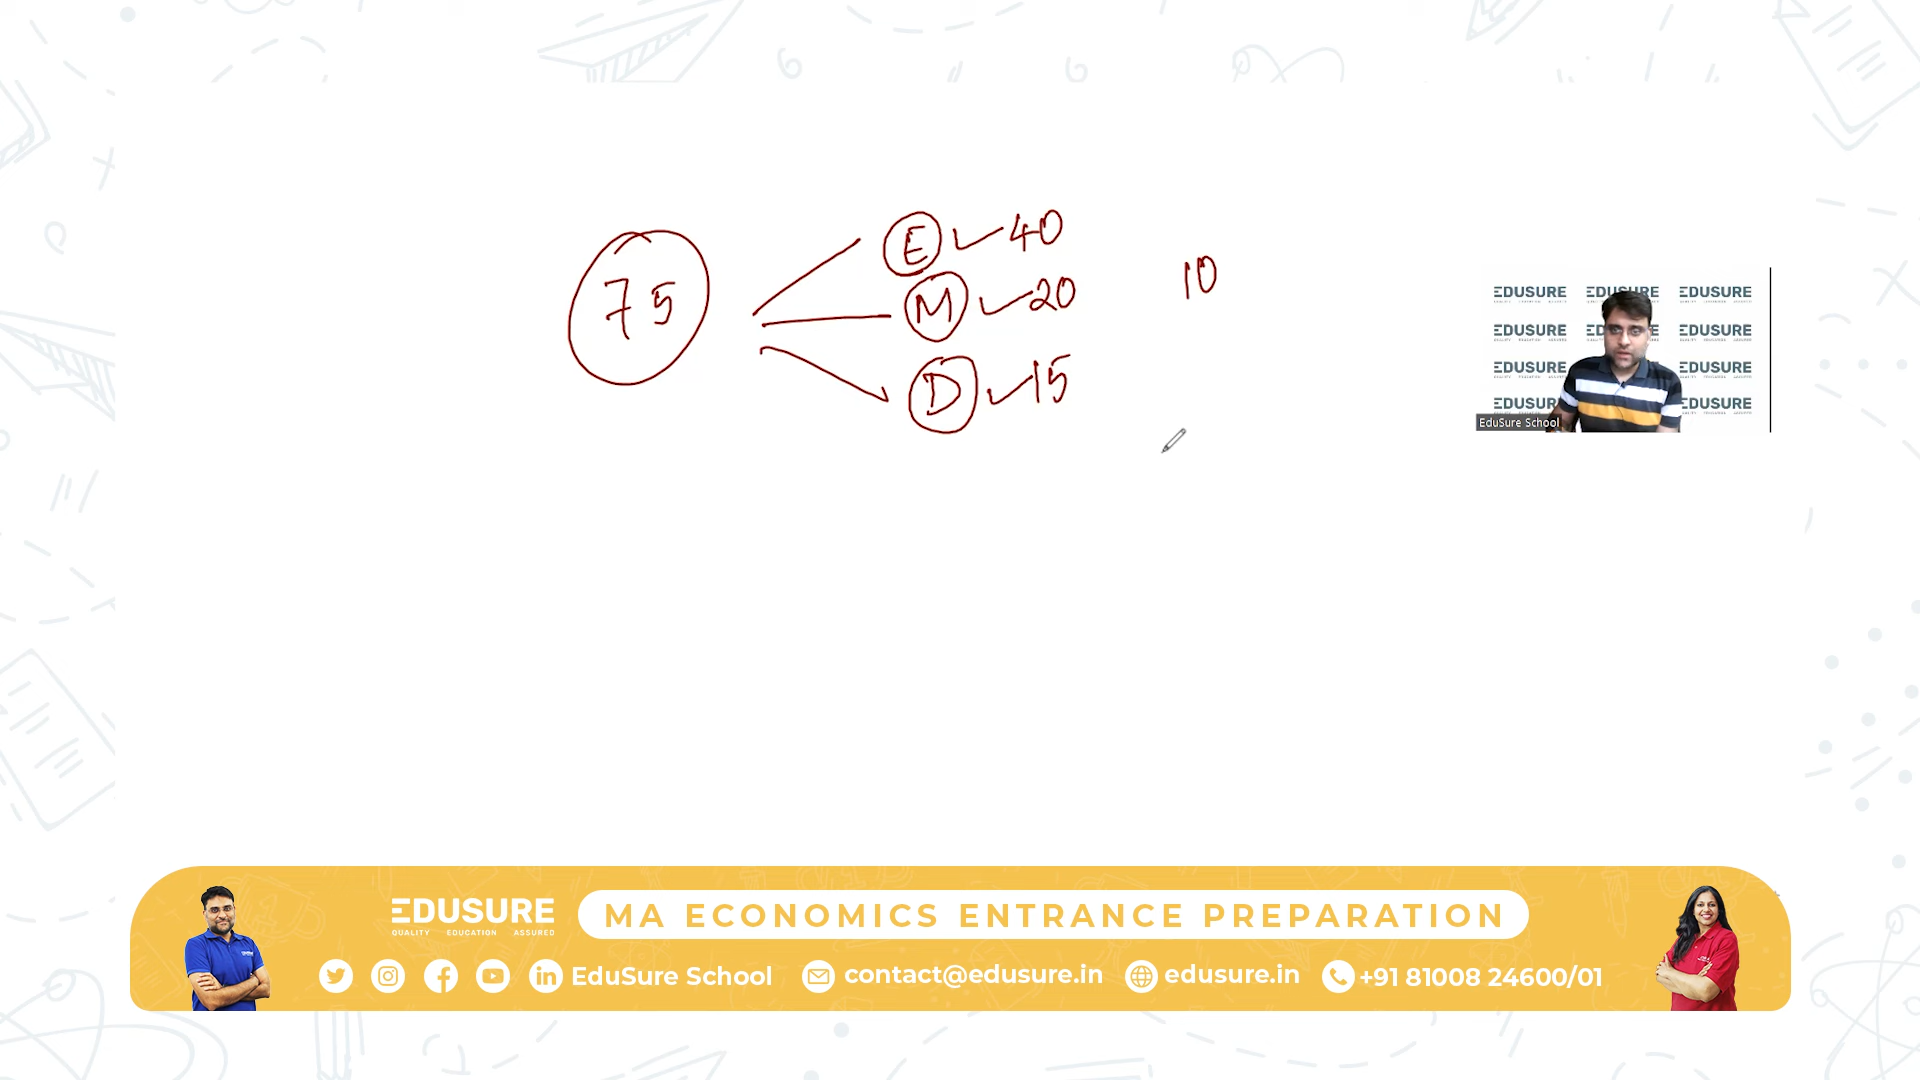 75
E 40
M 20
D 15
10
EDUSURE EDUSURE EDUSURE
EDUSURE EDUSURE
EDUSURE EDUSURE
EDUSURE EDUSURE
EduSure School
EDUSURE
QUALITY EDUCATION ASSURED
MA ECONOMICS ENTRANCE PREPARATION
EduSure School contact@edusure.in edusure.in +91 81008 24600/01